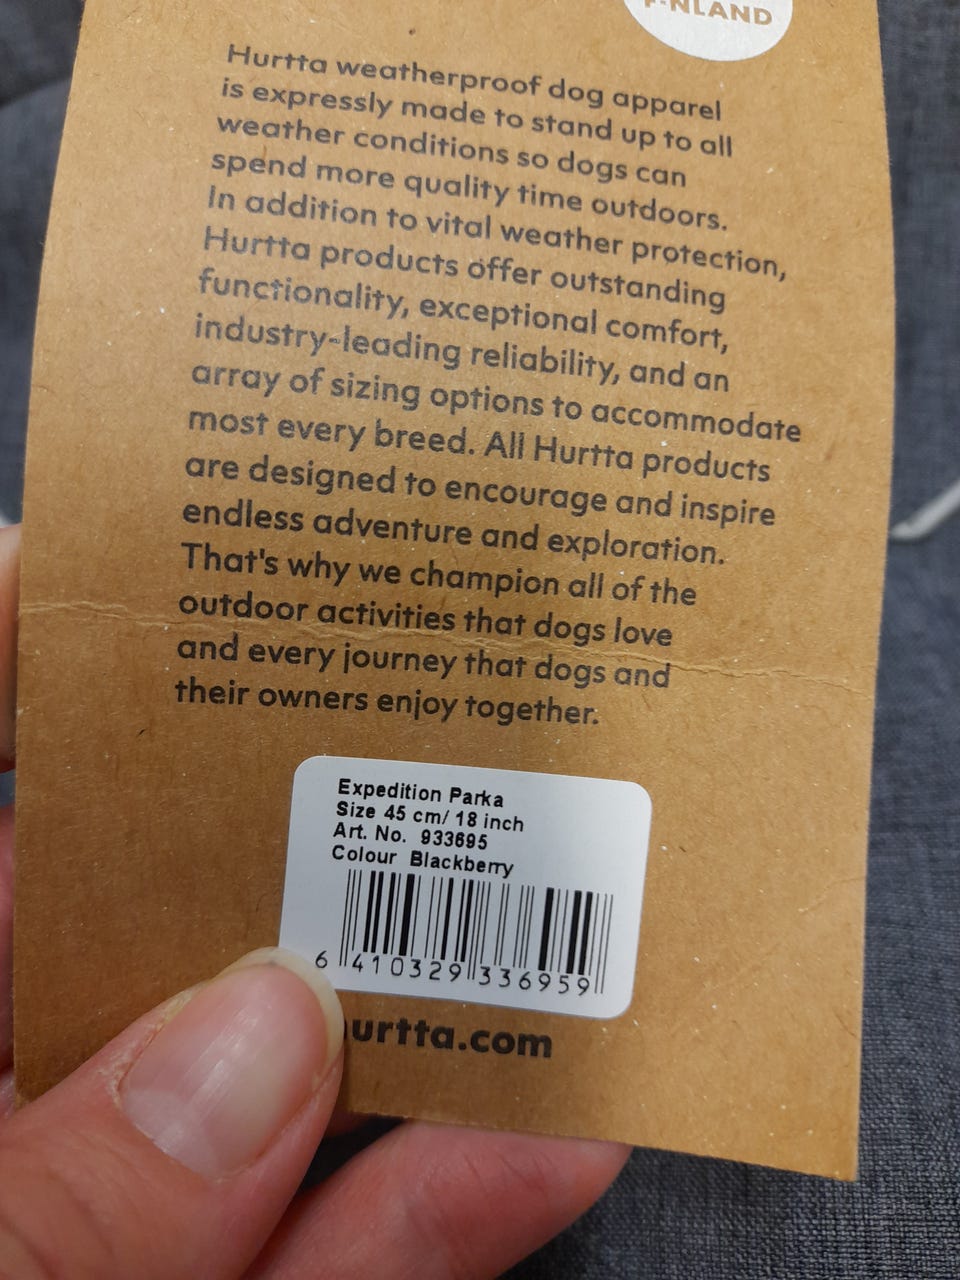 FINLAND
Hurtta weatherproof dog apparel
is expressly made to stand up to all
weather conditions so dogs can
spend more quality time outdoors.
In addition to vital weather protection,
Hurtta products offer outstanding
functionality, exceptional comfort,
industry-leading reliability, and an
array of sizing options to accommodate
most every breed. All Hurtta products
are designed to encourage and inspire
endless adventure and exploration.
That's why we champion all of the
outdoor activities that dogs love
and every journey that dogs and
their owners enjoy together.
Expedition Parka
Size 45 cm/ 18 inch
Art. No. 933695
Colour Blackberry
6 410329 336959
hurtta.com